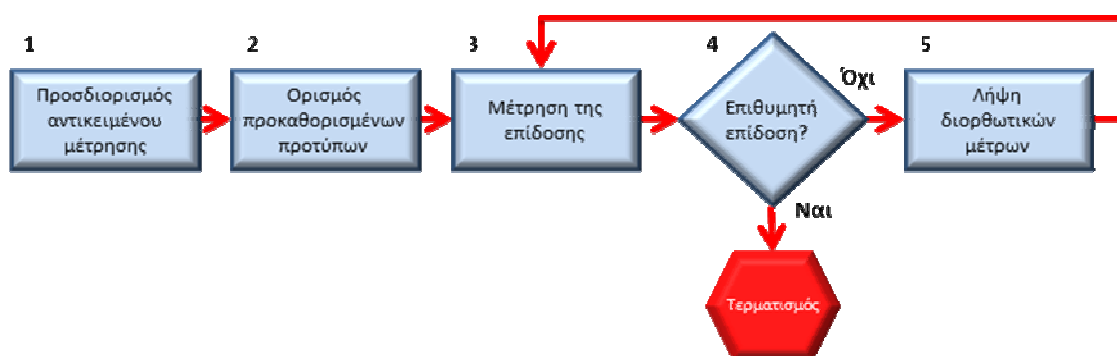 1
Προσδιορισμός
αντικειμένου
μέτρησης
2
Ορισμός
προκαθορισμένων
προτύπων
3
Μέτρηση της
επίδοσης
4
Επιθυμητή
επίδοση?
Όχι
Ναι
5
Λήψη
διορθωτικών
μέτρων
Τερματισμός